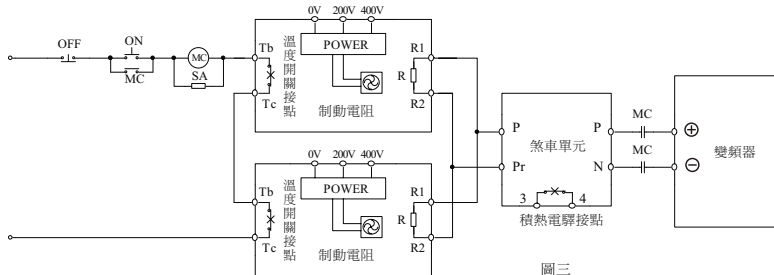 0V 200V 400V
POWER
OFF
ON
MC
MC
SA
Tb
Tc
溫度開關接點
R1
R
R2
制動電阻
P
Pr
煞車單元
P
N
3
4
積熱電驛接點
MC
MC
變頻器
0V 200V 400V
POWER
Tb
Tc
溫度開關接點
R1
R
R2
制動電阻
圖三